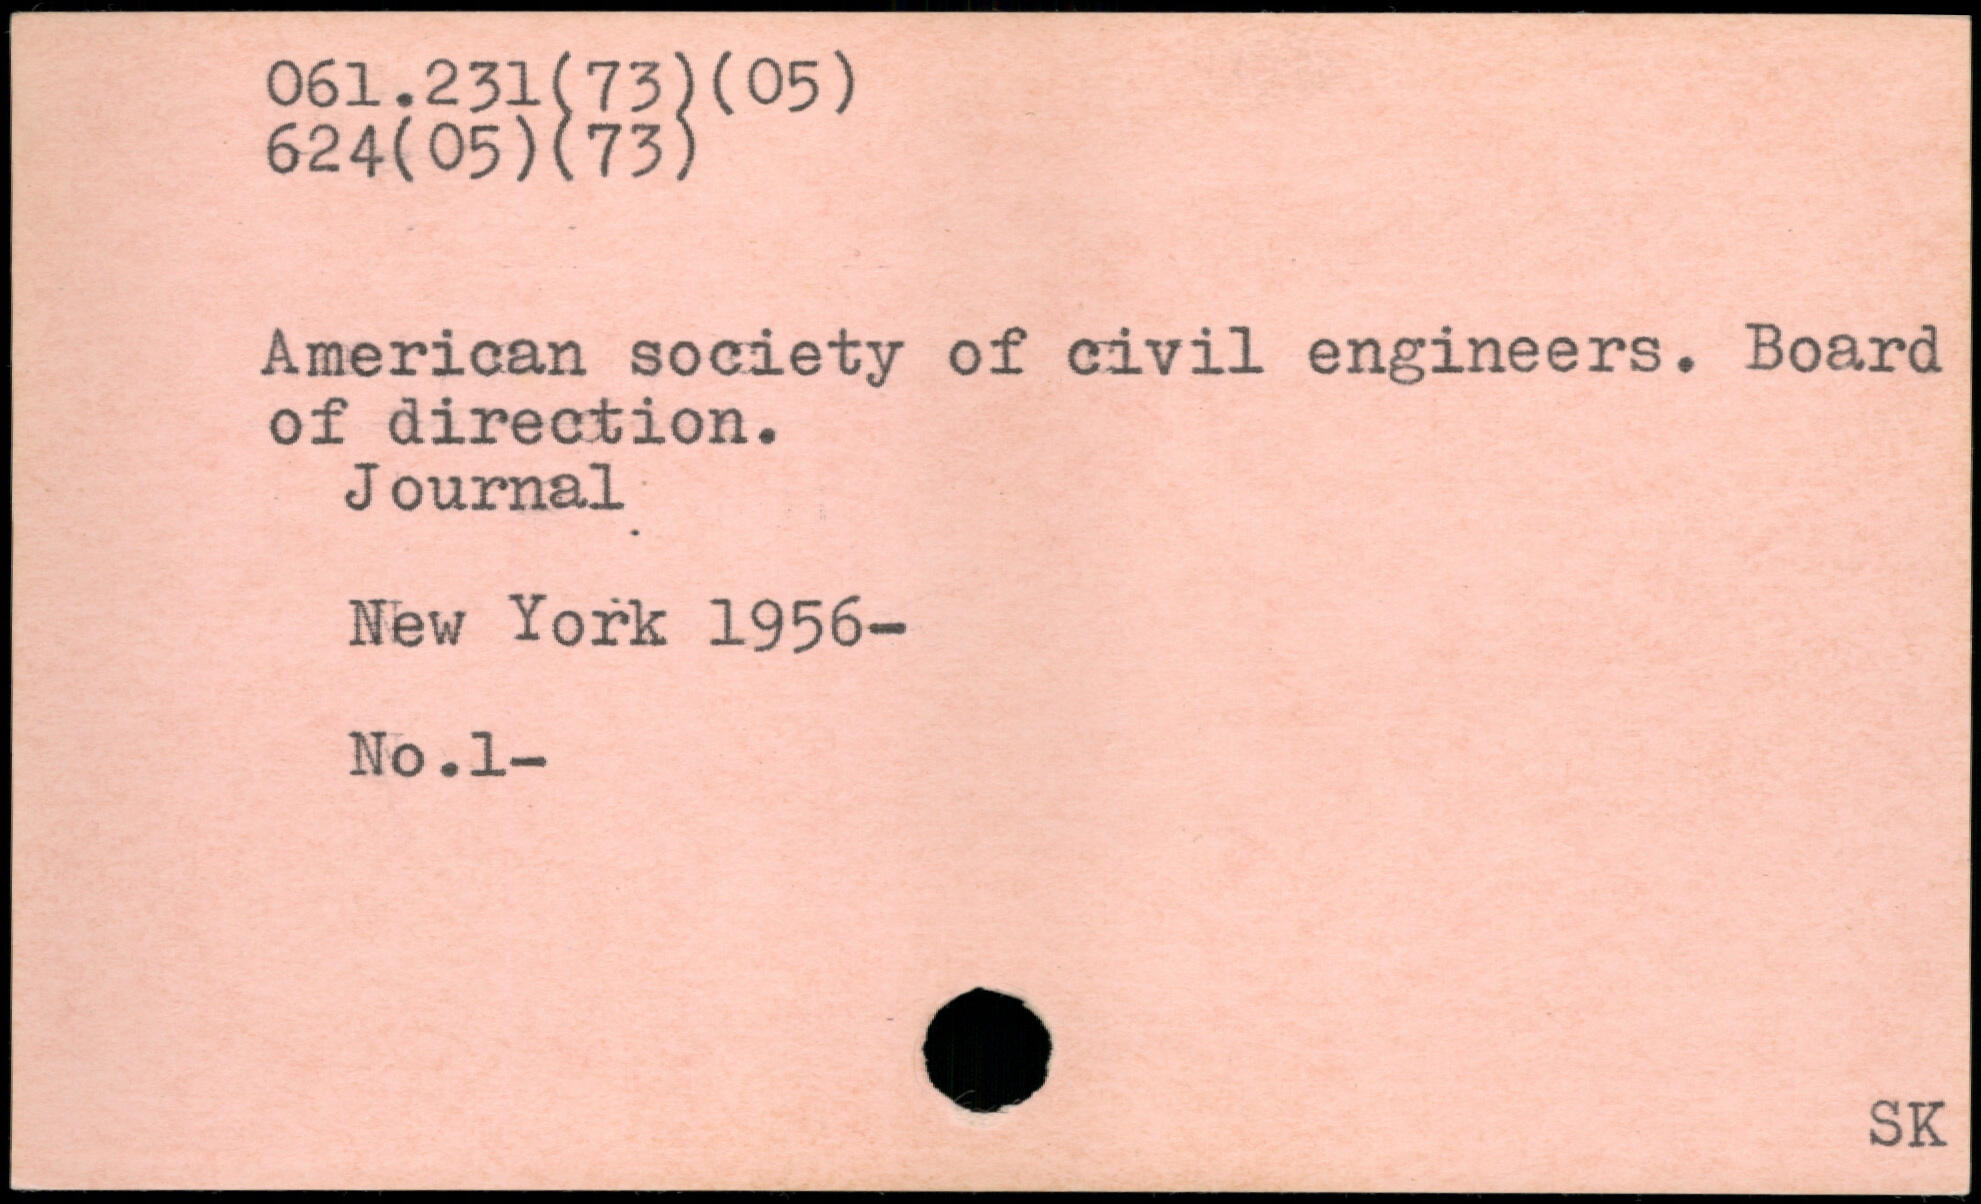 061.231(73)(05)
624(05)(73)
American society of civil engineers. Board
of direction.
Journal
New York 1956-
No.1-
SK